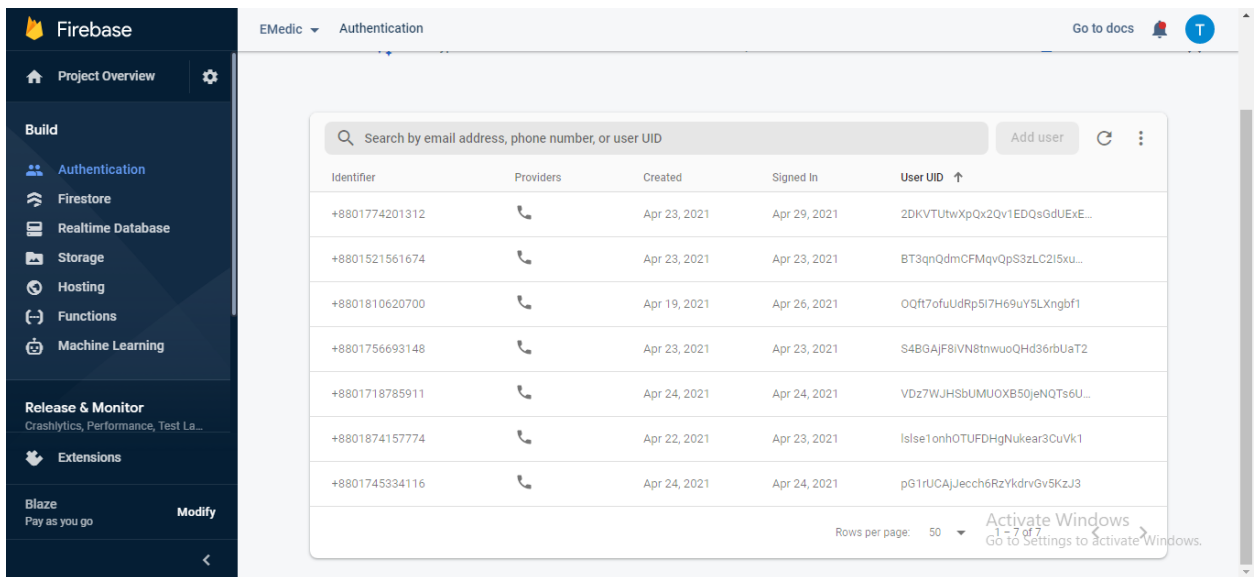 Firebase
EMedic Authentication Go to docs T
Project Overview
Build
Authentication
Firestore
Realtime Database
Storage
Hosting
Functions
Machine Learning
Release & Monitor
Crashlytics, Performance, Test La...
Extensions
Blaze
Pay as you go Modify
Search by email address, phone number, or user UID Add user
Identifier Providers Created Signed In User UID
+8801774201312 Apr 23, 2021 Apr 29, 2021 2DKVTUtwXpQx2Qv1EDQsGdUExE...
+8801521561674 Apr 23, 2021 Apr 23, 2021 BT3qnQdmCFMqvQpS3zLC2I5xu...
+8801810620700 Apr 19, 2021 Apr 26, 2021 OQft7ofuUdRp5I7H69uY5LXngbf1
+8801756693148 Apr 23, 2021 Apr 23, 2021 S4BGAjF8iVN8tnwuoQHd36rbUaT2
+8801718785911 Apr 24, 2021 Apr 24, 2021 VDz7WJHSbUMUOXB50jeNQTs6U...
+8801874157774 Apr 22, 2021 Apr 23, 2021 lslse1onhOTUFDHgNukear3CuVk1
+8801745334116 Apr 24, 2021 Apr 24, 2021 pG1rUCAjJecch6RzYkdrvGv5KzJ3
Rows per page: 50 1 – 7 of 7
Activate Windows
Go to Settings to activate Windows.